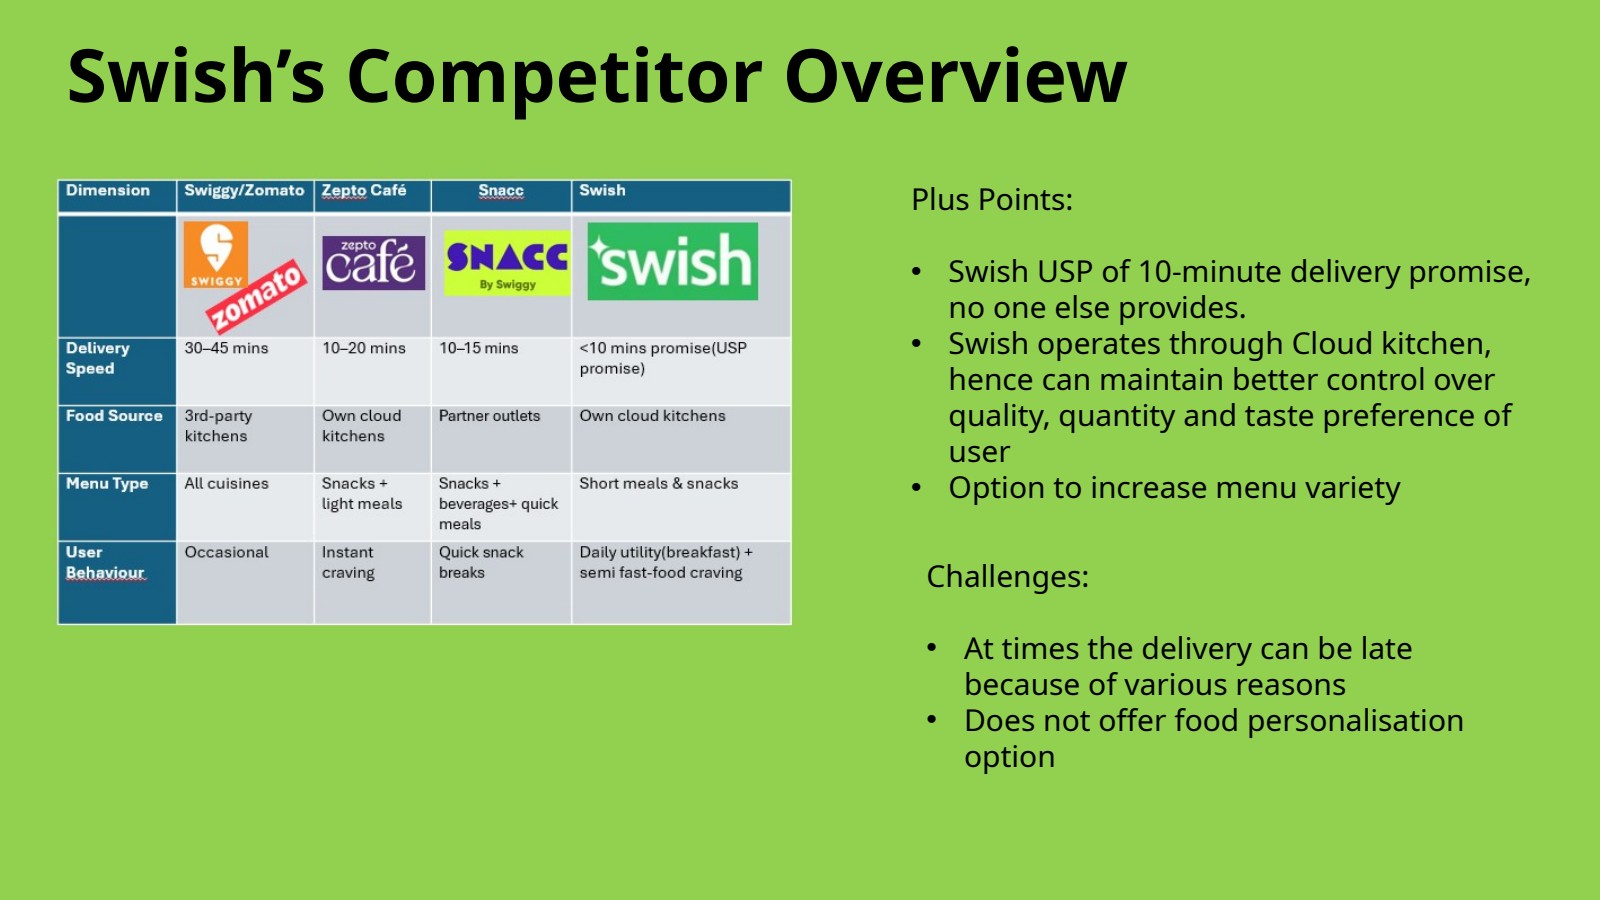 Swish’s Competitor Overview
Dimension Swiggy/Zomato Zepto Café Snacc Swish
SWIGGY
zomato
zepto
café
SNACC
By Swiggy
swish
Delivery Speed 30–45 mins 10–20 mins 10–15 mins <10 mins promise(USP promise)
Food Source 3rd-party kitchens Own cloud kitchens Partner outlets Own cloud kitchens
Menu Type All cuisines Snacks + light meals Snacks + beverages+ quick meals Short meals & snacks
User Behaviour Occasional Instant craving Quick snack breaks Daily utility(breakfast) + semi fast-food craving
Plus Points:
• Swish USP of 10-minute delivery promise,
no one else provides.
• Swish operates through Cloud kitchen,
hence can maintain better control over
quality, quantity and taste preference of
user
• Option to increase menu variety
Challenges:
• At times the delivery can be late
because of various reasons
• Does not offer food personalisation
option